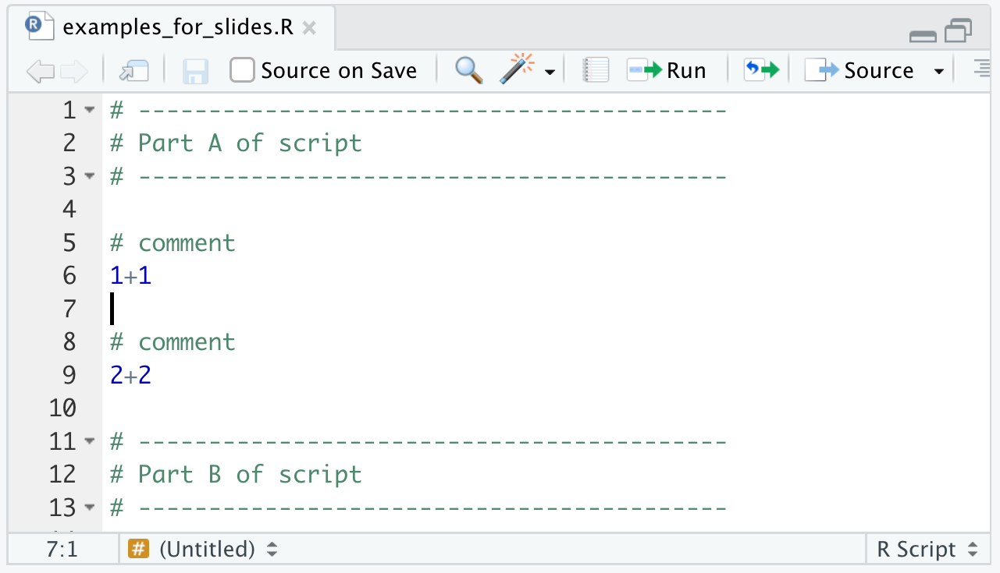 examples_for_slides.R
Source on Save Run Source
1 # ------------------------------------------
2 # Part A of script
3 # ------------------------------------------
4
5 # comment
6 1+1
7
8 # comment
9 2+2
10
11 # ------------------------------------------
12 # Part B of script
13 # ------------------------------------------
7:1 # (Untitled) R Script